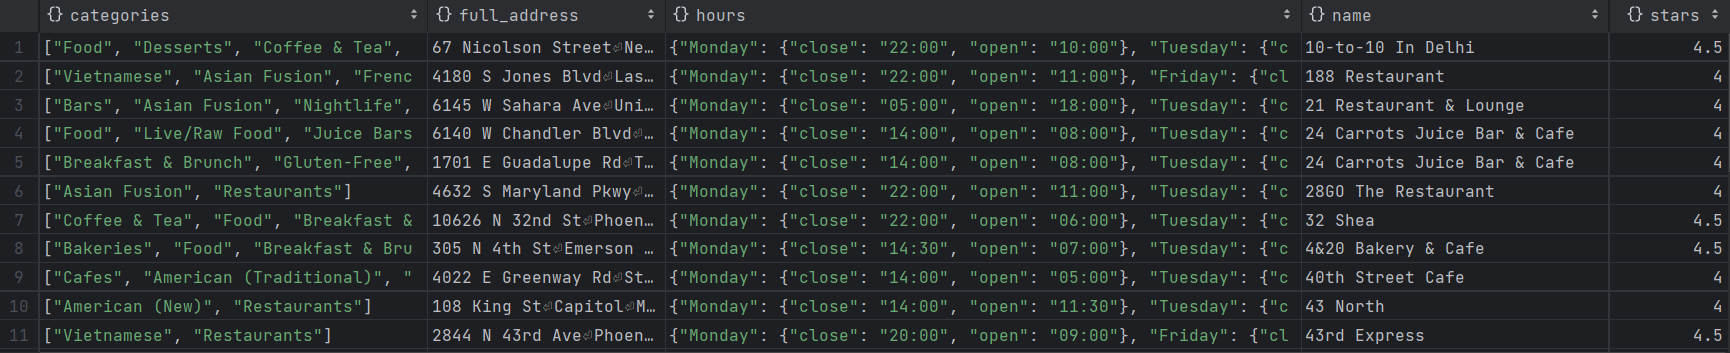 {} categories {} full_address {} hours {} name {} stars
1 ["Food", "Desserts", "Coffee & Tea", 67 Nicolson Street⏎Ne… {"Monday": {"close": "22:00", "open": "10:00"}, "Tuesday": {"c 10-to-10 In Delhi 4.5
2 ["Vietnamese", "Asian Fusion", "Frenc 4180 S Jones Blvd⏎Las… {"Monday": {"close": "22:00", "open": "11:00"}, "Friday": {"cl 188 Restaurant 4
3 ["Bars", "Asian Fusion", "Nightlife", 6145 W Sahara Ave⏎Uni… {"Monday": {"close": "05:00", "open": "18:00"}, "Tuesday": {"c 21 Restaurant & Lounge 4
4 ["Food", "Live/Raw Food", "Juice Bars 6140 W Chandler Blvd⏎… {"Monday": {"close": "14:00", "open": "08:00"}, "Tuesday": {"c 24 Carrots Juice Bar & Cafe 4
5 ["Breakfast & Brunch", "Gluten-Free", 1701 E Guadalupe Rd⏎T… {"Monday": {"close": "14:00", "open": "08:00"}, "Tuesday": {"c 24 Carrots Juice Bar & Cafe 4
6 ["Asian Fusion", "Restaurants"] 4632 S Maryland Pkwy⏎… {"Monday": {"close": "22:00", "open": "11:00"}, "Tuesday": {"c 28GO The Restaurant 4
7 ["Coffee & Tea", "Food", "Breakfast & 10626 N 32nd St⏎Phoen… {"Monday": {"close": "22:00", "open": "06:00"}, "Tuesday": {"c 32 Shea 4.5
8 ["Bakeries", "Food", "Breakfast & Bru 305 N 4th St⏎Emerson … {"Monday": {"close": "14:30", "open": "07:00"}, "Tuesday": {"c 4&20 Bakery & Cafe 4.5
9 ["Cafes", "American (Traditional)", " 4022 E Greenway Rd⏎St… {"Monday": {"close": "14:00", "open": "05:00"}, "Tuesday": {"c 40th Street Cafe 4
10 ["American (New)", "Restaurants"] 108 King St⏎Capitol⏎M… {"Monday": {"close": "14:00", "open": "11:30"}, "Tuesday": {"c 43 North 4
11 ["Vietnamese", "Restaurants"] 2844 N 43rd Ave⏎Phoen… {"Monday": {"close": "20:00", "open": "09:00"}, "Friday": {"cl 43rd Express 4.5